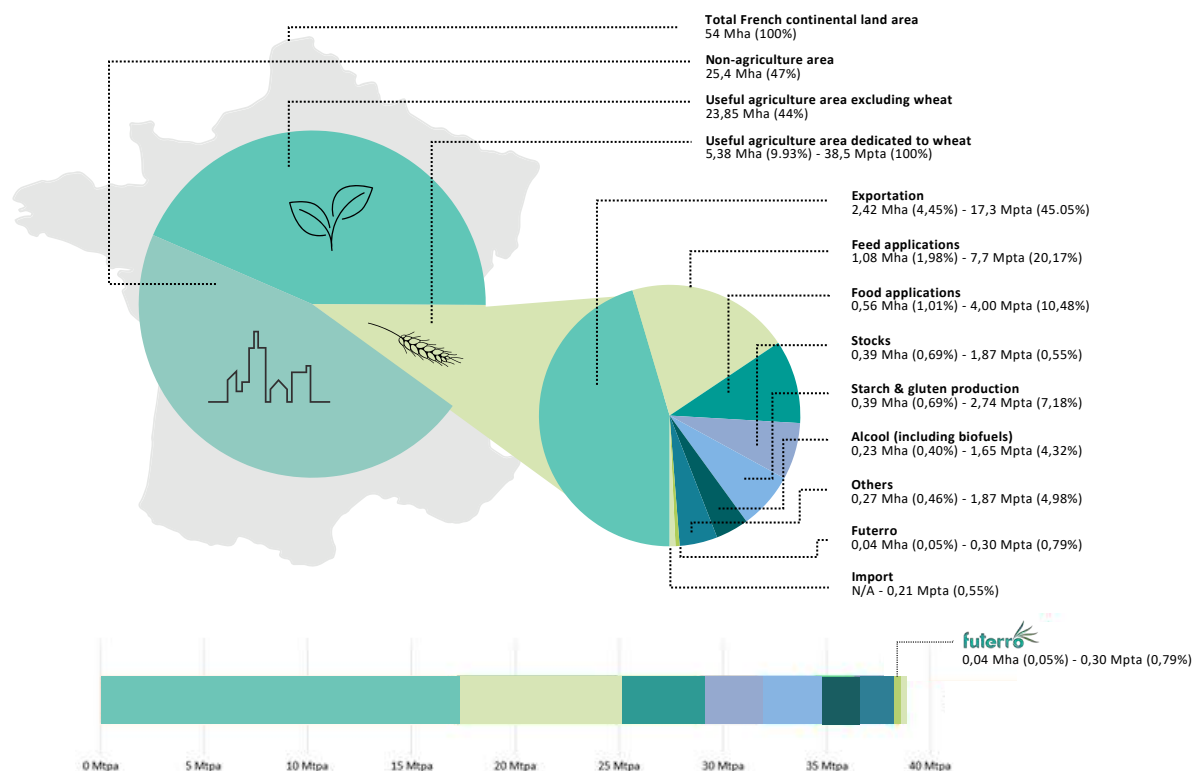 Total French continental land area
54 Mha (100%)
Non-agriculture area
25,4 Mha (47%)
Useful agriculture area excluding wheat
23,85 Mha (44%)
Useful agriculture area dedicated to wheat
5,38 Mha (9.93%) - 38,5 Mpta (100%)
Exportation
2,42 Mha (4,45%) - 17,3 Mpta (45.05%)
Feed applications
1,08 Mha (1,98%) - 7,7 Mpta (20,17%)
Food applications
0,56 Mha (1,01%) - 4,00 Mpta (10,48%)
Stocks
0,39 Mha (0,69%) - 1,87 Mpta (0,55%)
Starch & gluten production
0,39 Mha (0,69%) - 2,74 Mpta (7,18%)
Alcool (including biofuels)
0,23 Mha (0,40%) - 1,65 Mpta (4,32%)
Others
0,27 Mha (0,46%) - 1,87 Mpta (4,98%)
Futerro
0,04 Mha (0,05%) - 0,30 Mpta (0,79%)
Import
N/A - 0,21 Mpta (0,55%)
futerro
0,04 Mha (0,05%) - 0,30 Mpta (0,79%)
0 Mtpa 5 Mtpa 10 Mtpa 15 Mtpa 20 Mtpa 25 Mtpa 30 Mtpa 35 Mtpa 40 Mtpa